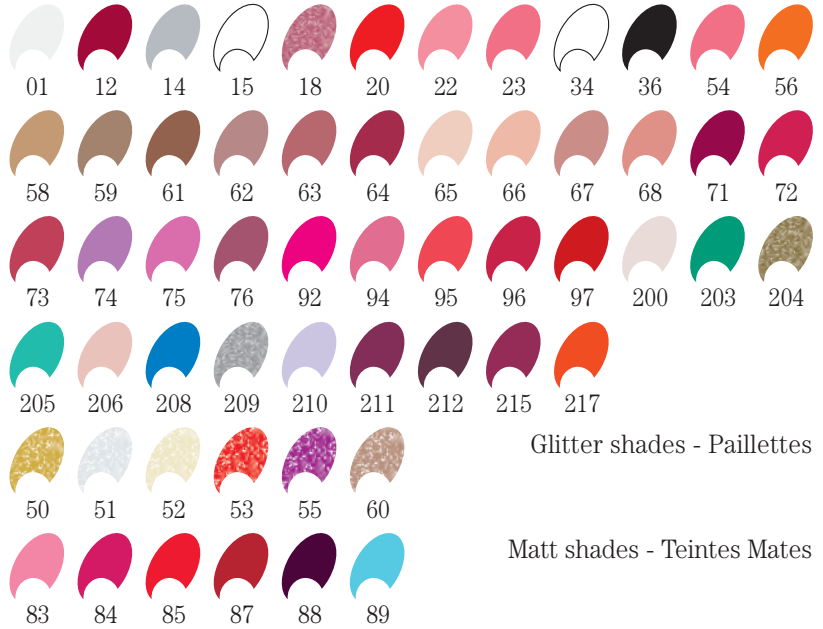 01 12 14 15 18 20 22 23 34 36 54 56
58 59 61 62 63 64 65 66 67 68 71 72
73 74 75 76 92 94 95 96 97 200 203 204
205 206 208 209 210 211 212 215 217
Glitter shades - Paillettes
50 51 52 53 55 60
Matt shades - Teintes Mates
83 84 85 87 88 89